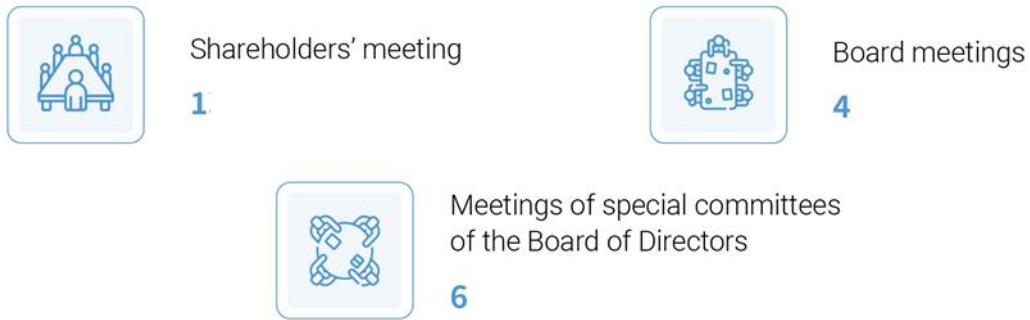 Shareholders’ meeting
1
Board meetings
4
Meetings of special committees
of the Board of Directors
6